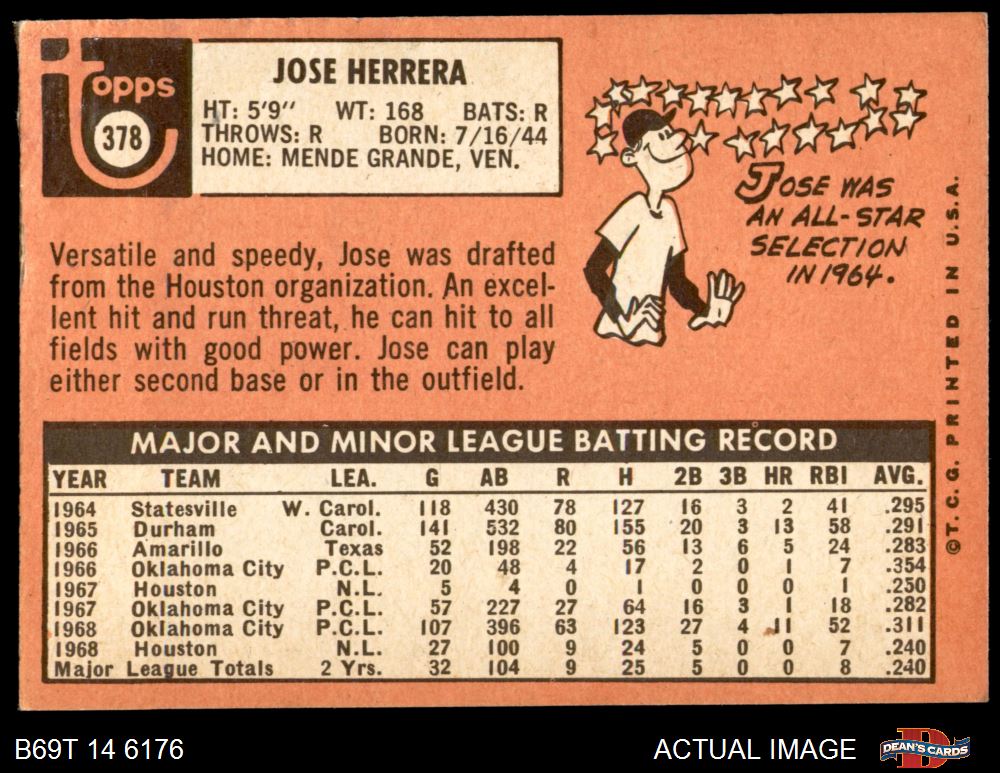 Topps
378
JOSE HERRERA
HT: 5'9" WT: 168 BATS: R
THROWS: R BORN: 7/16/44
HOME: MENDE GRANDE, VEN.
JOSE WAS
AN ALL-STAR
SELECTION
IN 1964.
Versatile and speedy, Jose was drafted
from the Houston organization. An excel-
lent hit and run threat, he can hit to all
fields with good power. Jose can play
either second base or in the outfield.
MAJOR AND MINOR LEAGUE BATTING RECORD
YEAR TEAM LEA. G AB R H 2B 3B HR RBI AVG.
1964 Statesville W. Carol. 118 430 78 127 16 3 2 41 .295
1965 Durham Carol. 141 532 80 155 20 3 13 58 .291
1966 Amarillo Texas 52 198 22 56 13 6 5 24 .283
1966 Oklahoma City P.C.L. 20 48 4 17 2 0 1 7 .354
1967 Houston N.L. 5 4 0 1 0 0 0 1 .250
1967 Oklahoma City P.C.L. 57 227 27 64 16 3 1 18 .282
1968 Oklahoma City P.C.L. 107 396 63 123 27 4 11 52 .311
1968 Houston N.L. 27 100 9 24 5 0 0 7 .240
Major League Totals 2 Yrs. 32 104 9 25 5 0 0 8 .240
©T.C.G. PRINTED IN U.S.A.
B69T 14 6176
ACTUAL IMAGE
DEAN'S CARDS